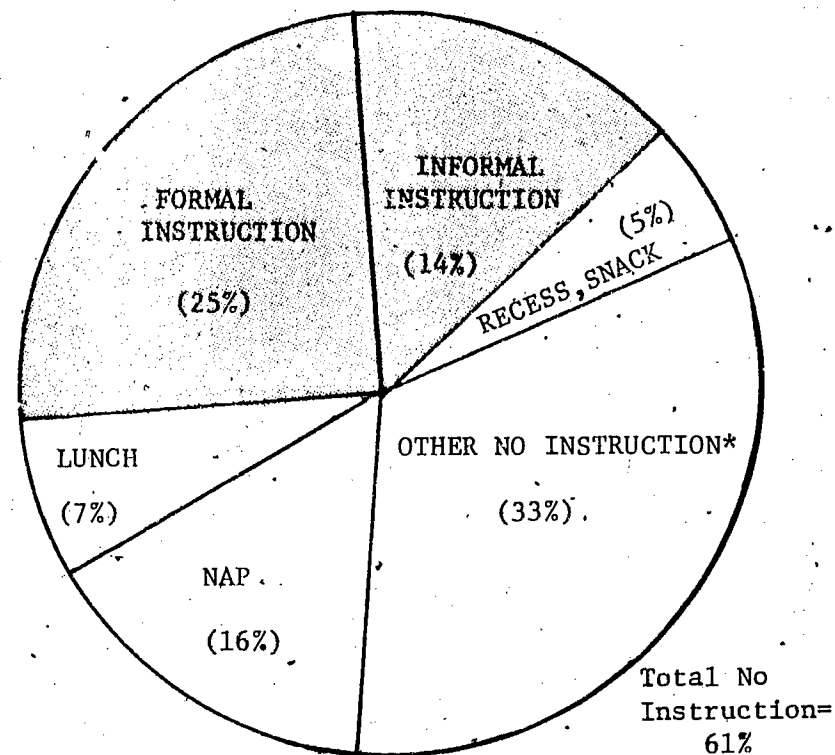 INFORMAL
INSTRUCTION
(14%)
FORMAL
INSTRUCTION
(25%)
(5%)
RECESS, SNACK
OTHER NO INSTRUCTION*
(33%)
LUNCH
(7%)
NAP
(16%)
Total No
Instruction=
61%